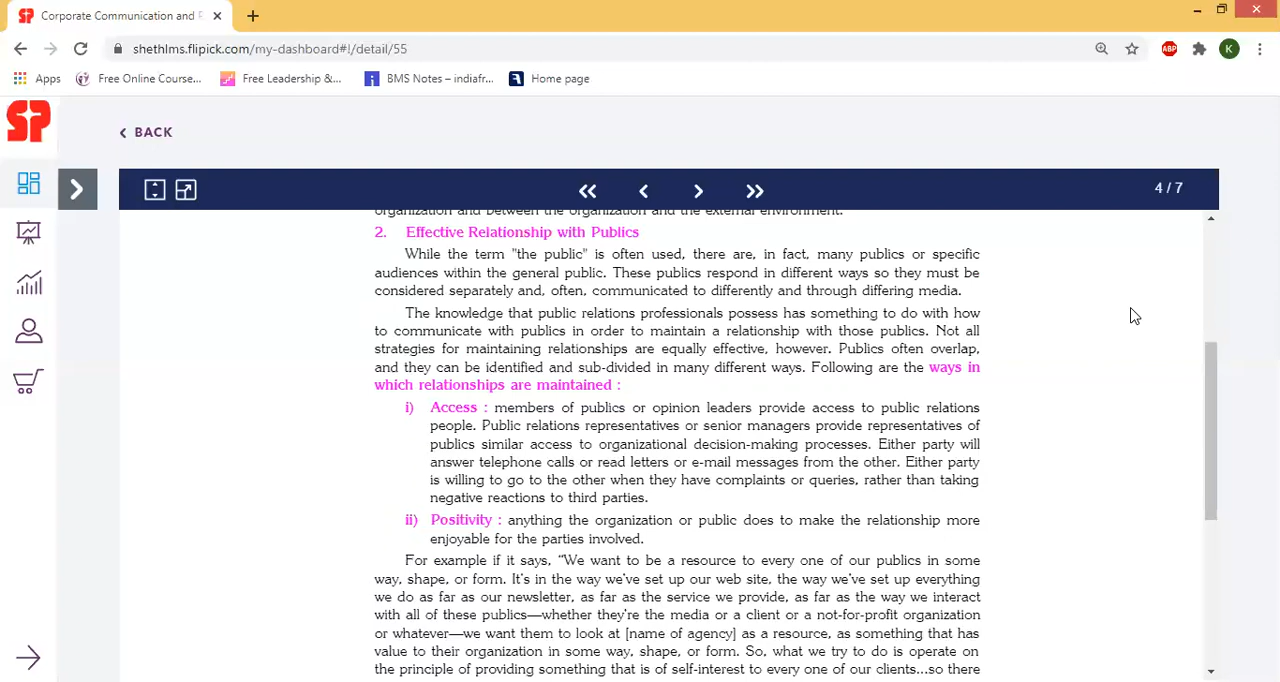 Corporate Communication and
shethlms.flipick.com/my-dashboard#!/detail/55
ABP
K
Apps
Free Online Course...
Free Leadership &...
BMS Notes – indiafr...
Home page
SP
BACK
4 / 7
organization and between the organization and the external environment.
2. Effective Relationship with Publics
While the term "the public" is often used, there are, in fact, many publics or specific
audiences within the general public. These publics respond in different ways so they must be
considered separately and, often, communicated to differently and through differing media.
The knowledge that public relations professionals possess has something to do with how
to communicate with publics in order to maintain a relationship with those publics. Not all
strategies for maintaining relationships are equally effective, however. Publics often overlap,
and they can be identified and sub-divided in many different ways. Following are the ways in
which relationships are maintained :
i) Access : members of publics or opinion leaders provide access to public relations
people. Public relations representatives or senior managers provide representatives of
publics similar access to organizational decision-making processes. Either party will
answer telephone calls or read letters or e-mail messages from the other. Either party
is willing to go to the other when they have complaints or queries, rather than taking
negative reactions to third parties.
ii) Positivity : anything the organization or public does to make the relationship more
enjoyable for the parties involved.
For example if it says, “We want to be a resource to every one of our publics in some
way, shape, or form. It's in the way we've set up our web site, the way we've set up everything
we do as far as our newsletter, as far as the service we provide, as far as the way we interact
with all of these publics—whether they're the media or a client or a not-for-profit organization
or whatever—we want them to look at [name of agency] as a resource, as something that has
value to their organization in some way, shape, or form. So, what we try to do is operate on
the principle of providing something that is of self-interest to every one of our clients...so there